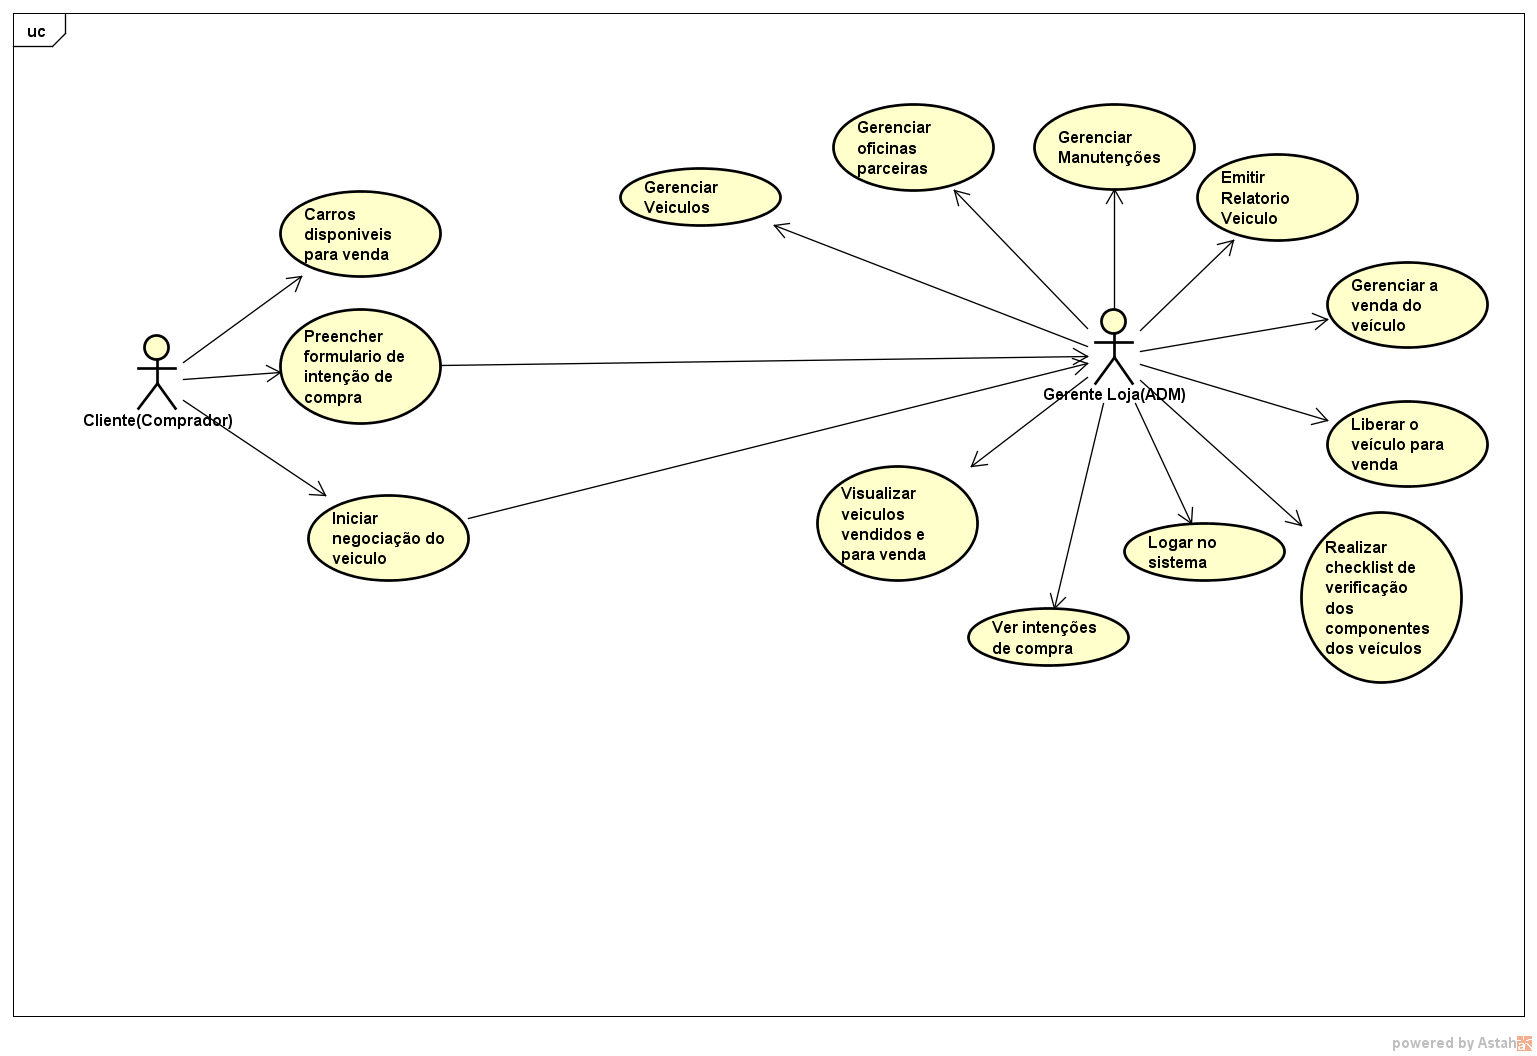 uc
Gerenciar
oficinas
parceiras
Gerenciar
Manutenções
Emitir
Relatorio
Veiculo
Gerenciar
Veiculos
Carros
disponiveis
para venda
Gerenciar a
venda do
veículo
Preencher
formulario de
intenção de
compra
Cliente(Comprador)
Gerente Loja(ADM)
Liberar o
veículo para
venda
Iniciar
negociação do
veiculo
Visualizar
veiculos
vendidos e
para venda
Logar no
sistema
Realizar
checklist de
verificação
dos
componentes
dos veículos
Ver intenções
de compra
powered by Astah